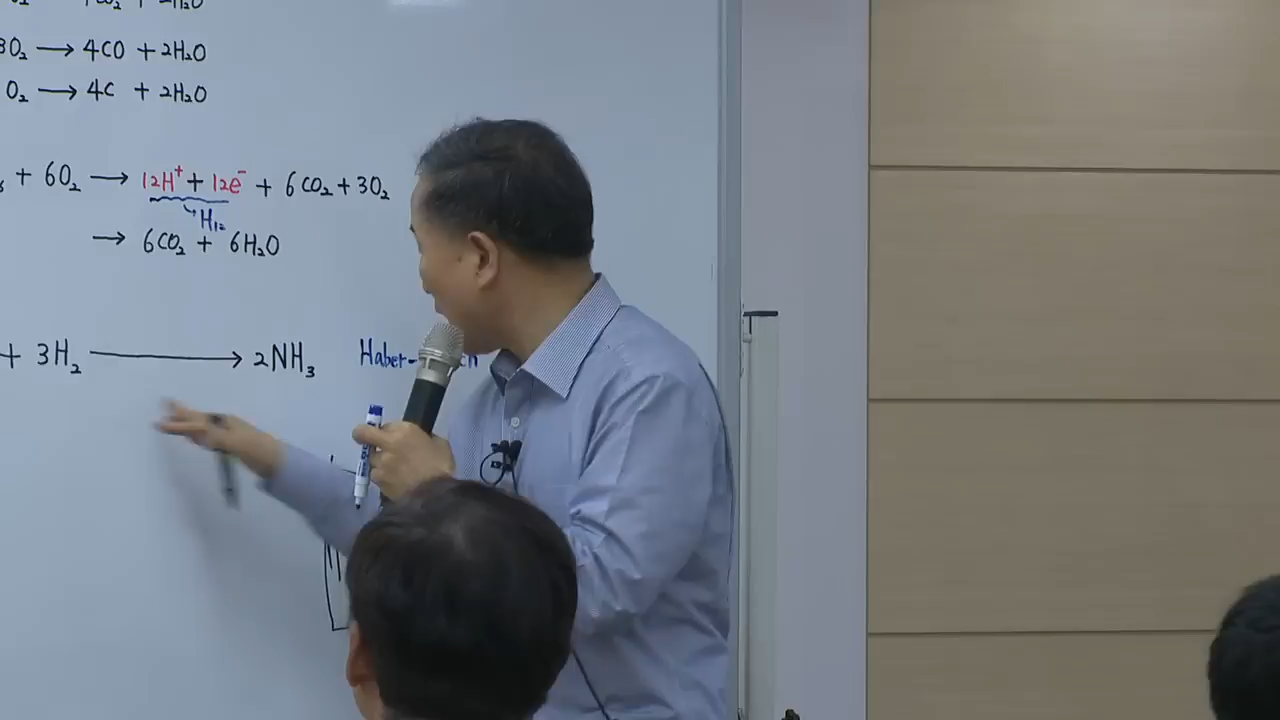 3O₂ → 4CO + 2H₂O
O₂ → 4C + 2H₂O
+ 6O₂ → 12H⁺ + 12e⁻ + 6CO₂ + 3O₂
H₁₂
→ 6CO₂ + 6H₂O
+ 3H₂ → 2NH₃ Haber-